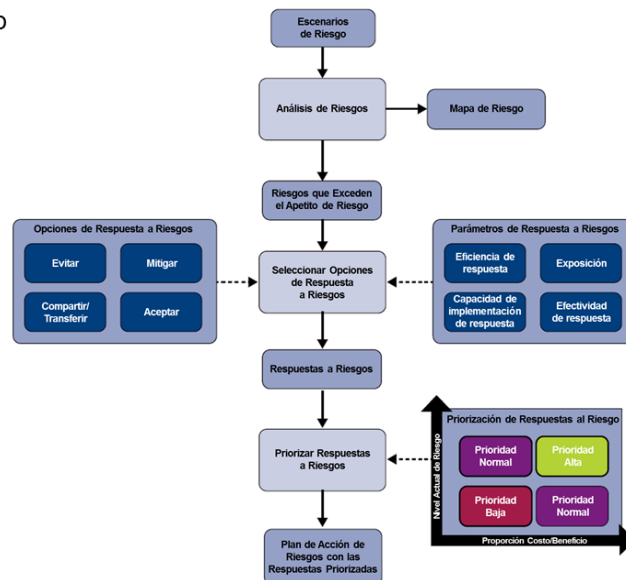 Escenarios
de Riesgo
Análisis de Riesgos
Mapa de Riesgo
Riesgos que Exceden
el Apetito de Riesgo
Opciones de Respuesta a Riesgos
Evitar
Mitigar
Compartir/
Transferir
Aceptar
Seleccionar Opciones
de Respuesta
a Riesgos
Parámetros de Respuesta a Riesgos
Eficiencia de
respuesta
Exposición
Capacidad de
implementación
de respuesta
Efectividad
de respuesta
Respuestas a Riesgos
Priorizar Respuestas
a Riesgos
Priorización de Respuestas al Riesgo
Nivel Actual de Riesgo
Prioridad
Normal
Prioridad
Alta
Prioridad
Baja
Prioridad
Normal
Proporción Costo/Beneficio
Plan de Acción de
Riesgos con las
Respuestas Priorizadas